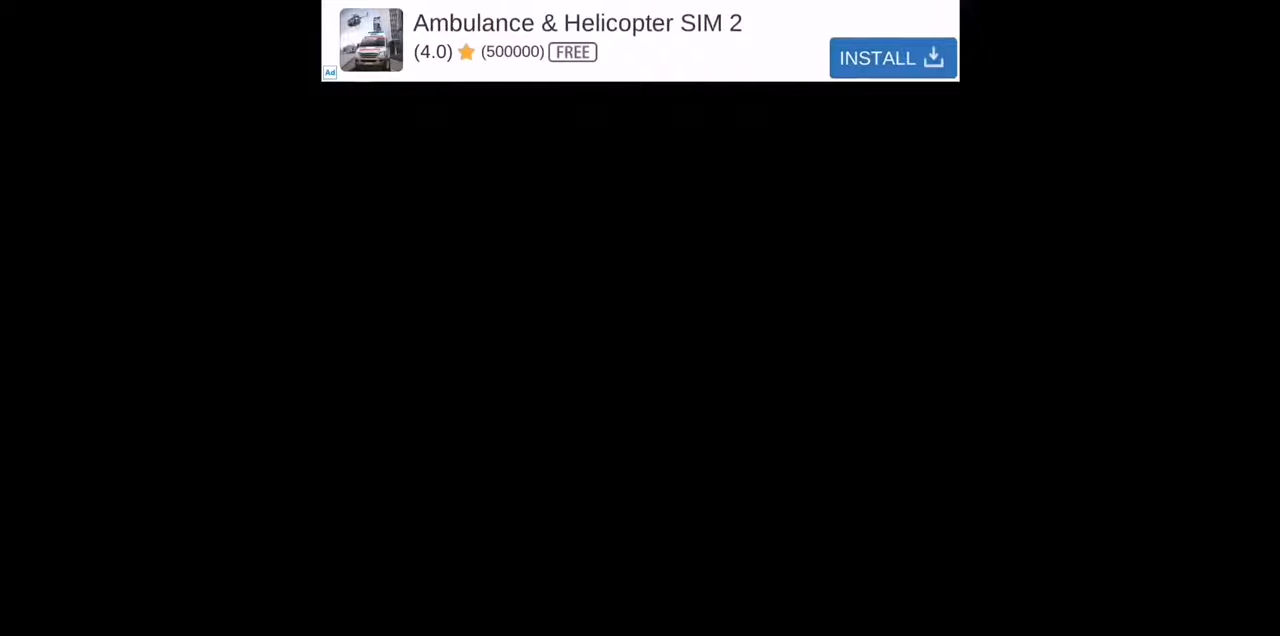 Ambulance & Helicopter SIM 2
(4.0) (500000) FREE
INSTALL
Ad